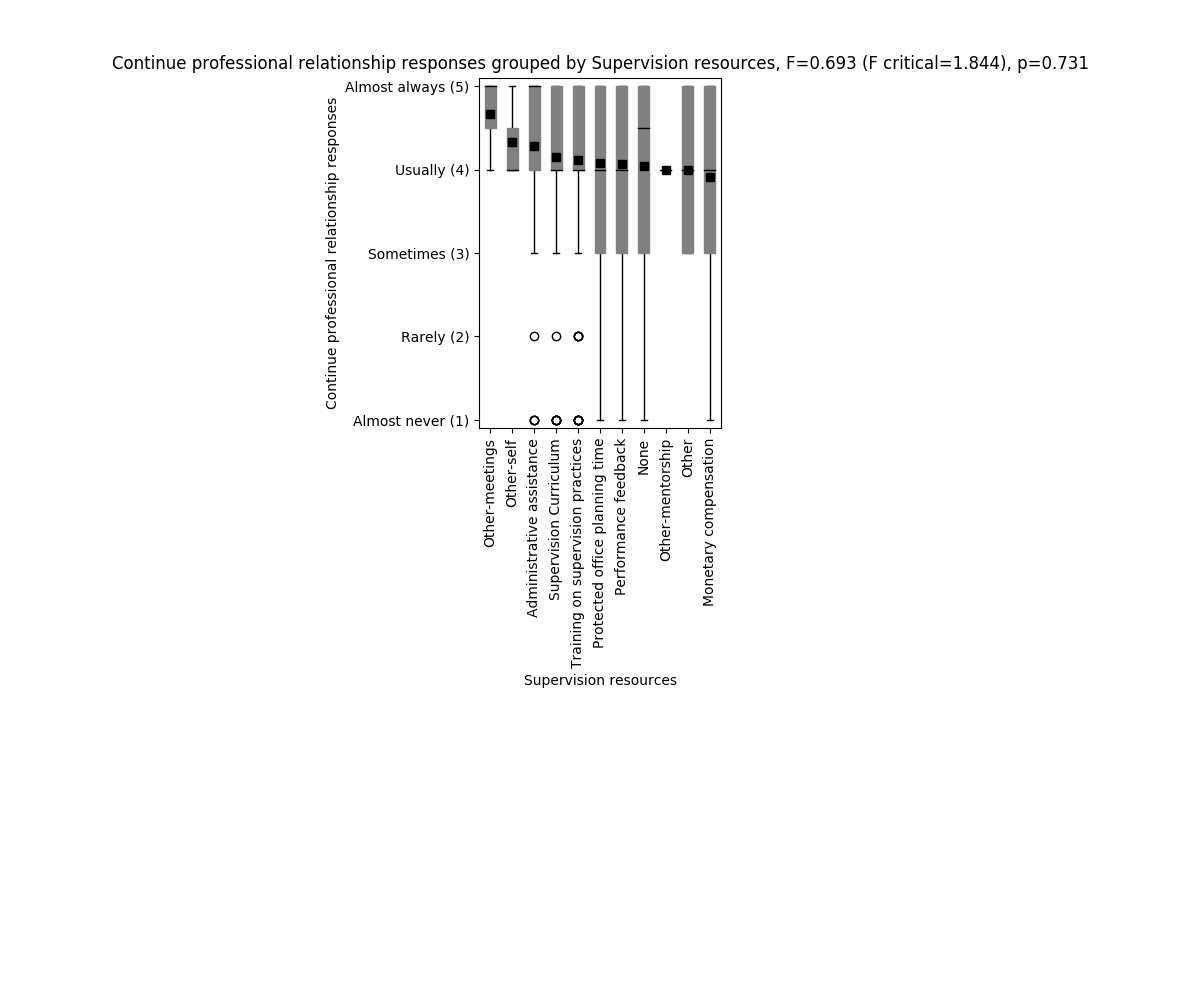 Continue professional relationship responses grouped by Supervision resources, F=0.693 (F critical=1.844), p=0.731
Continue professional relationship responses
Almost always (5)
Usually (4)
Sometimes (3)
Rarely (2)
Almost never (1)
Other-meetings
Other-self
Administrative assistance
Supervision Curriculum
Training on supervision practices
Protected office planning time
Performance feedback
None
Other-mentorship
Other
Monetary compensation
Supervision resources